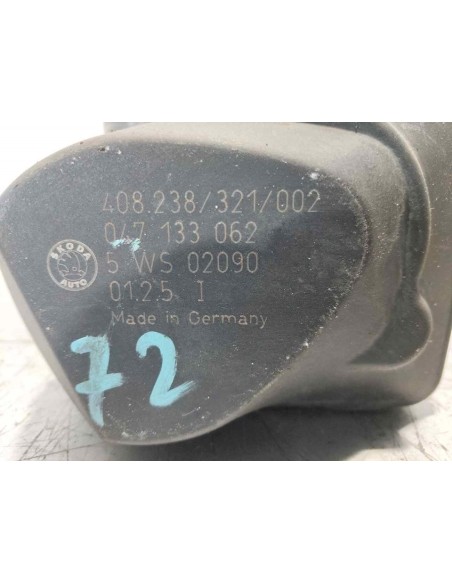 408.238/321/002
047 133 062
5 WS 02090
01.2.5 I
ŠKODA
AUTO
Made in Germany
72